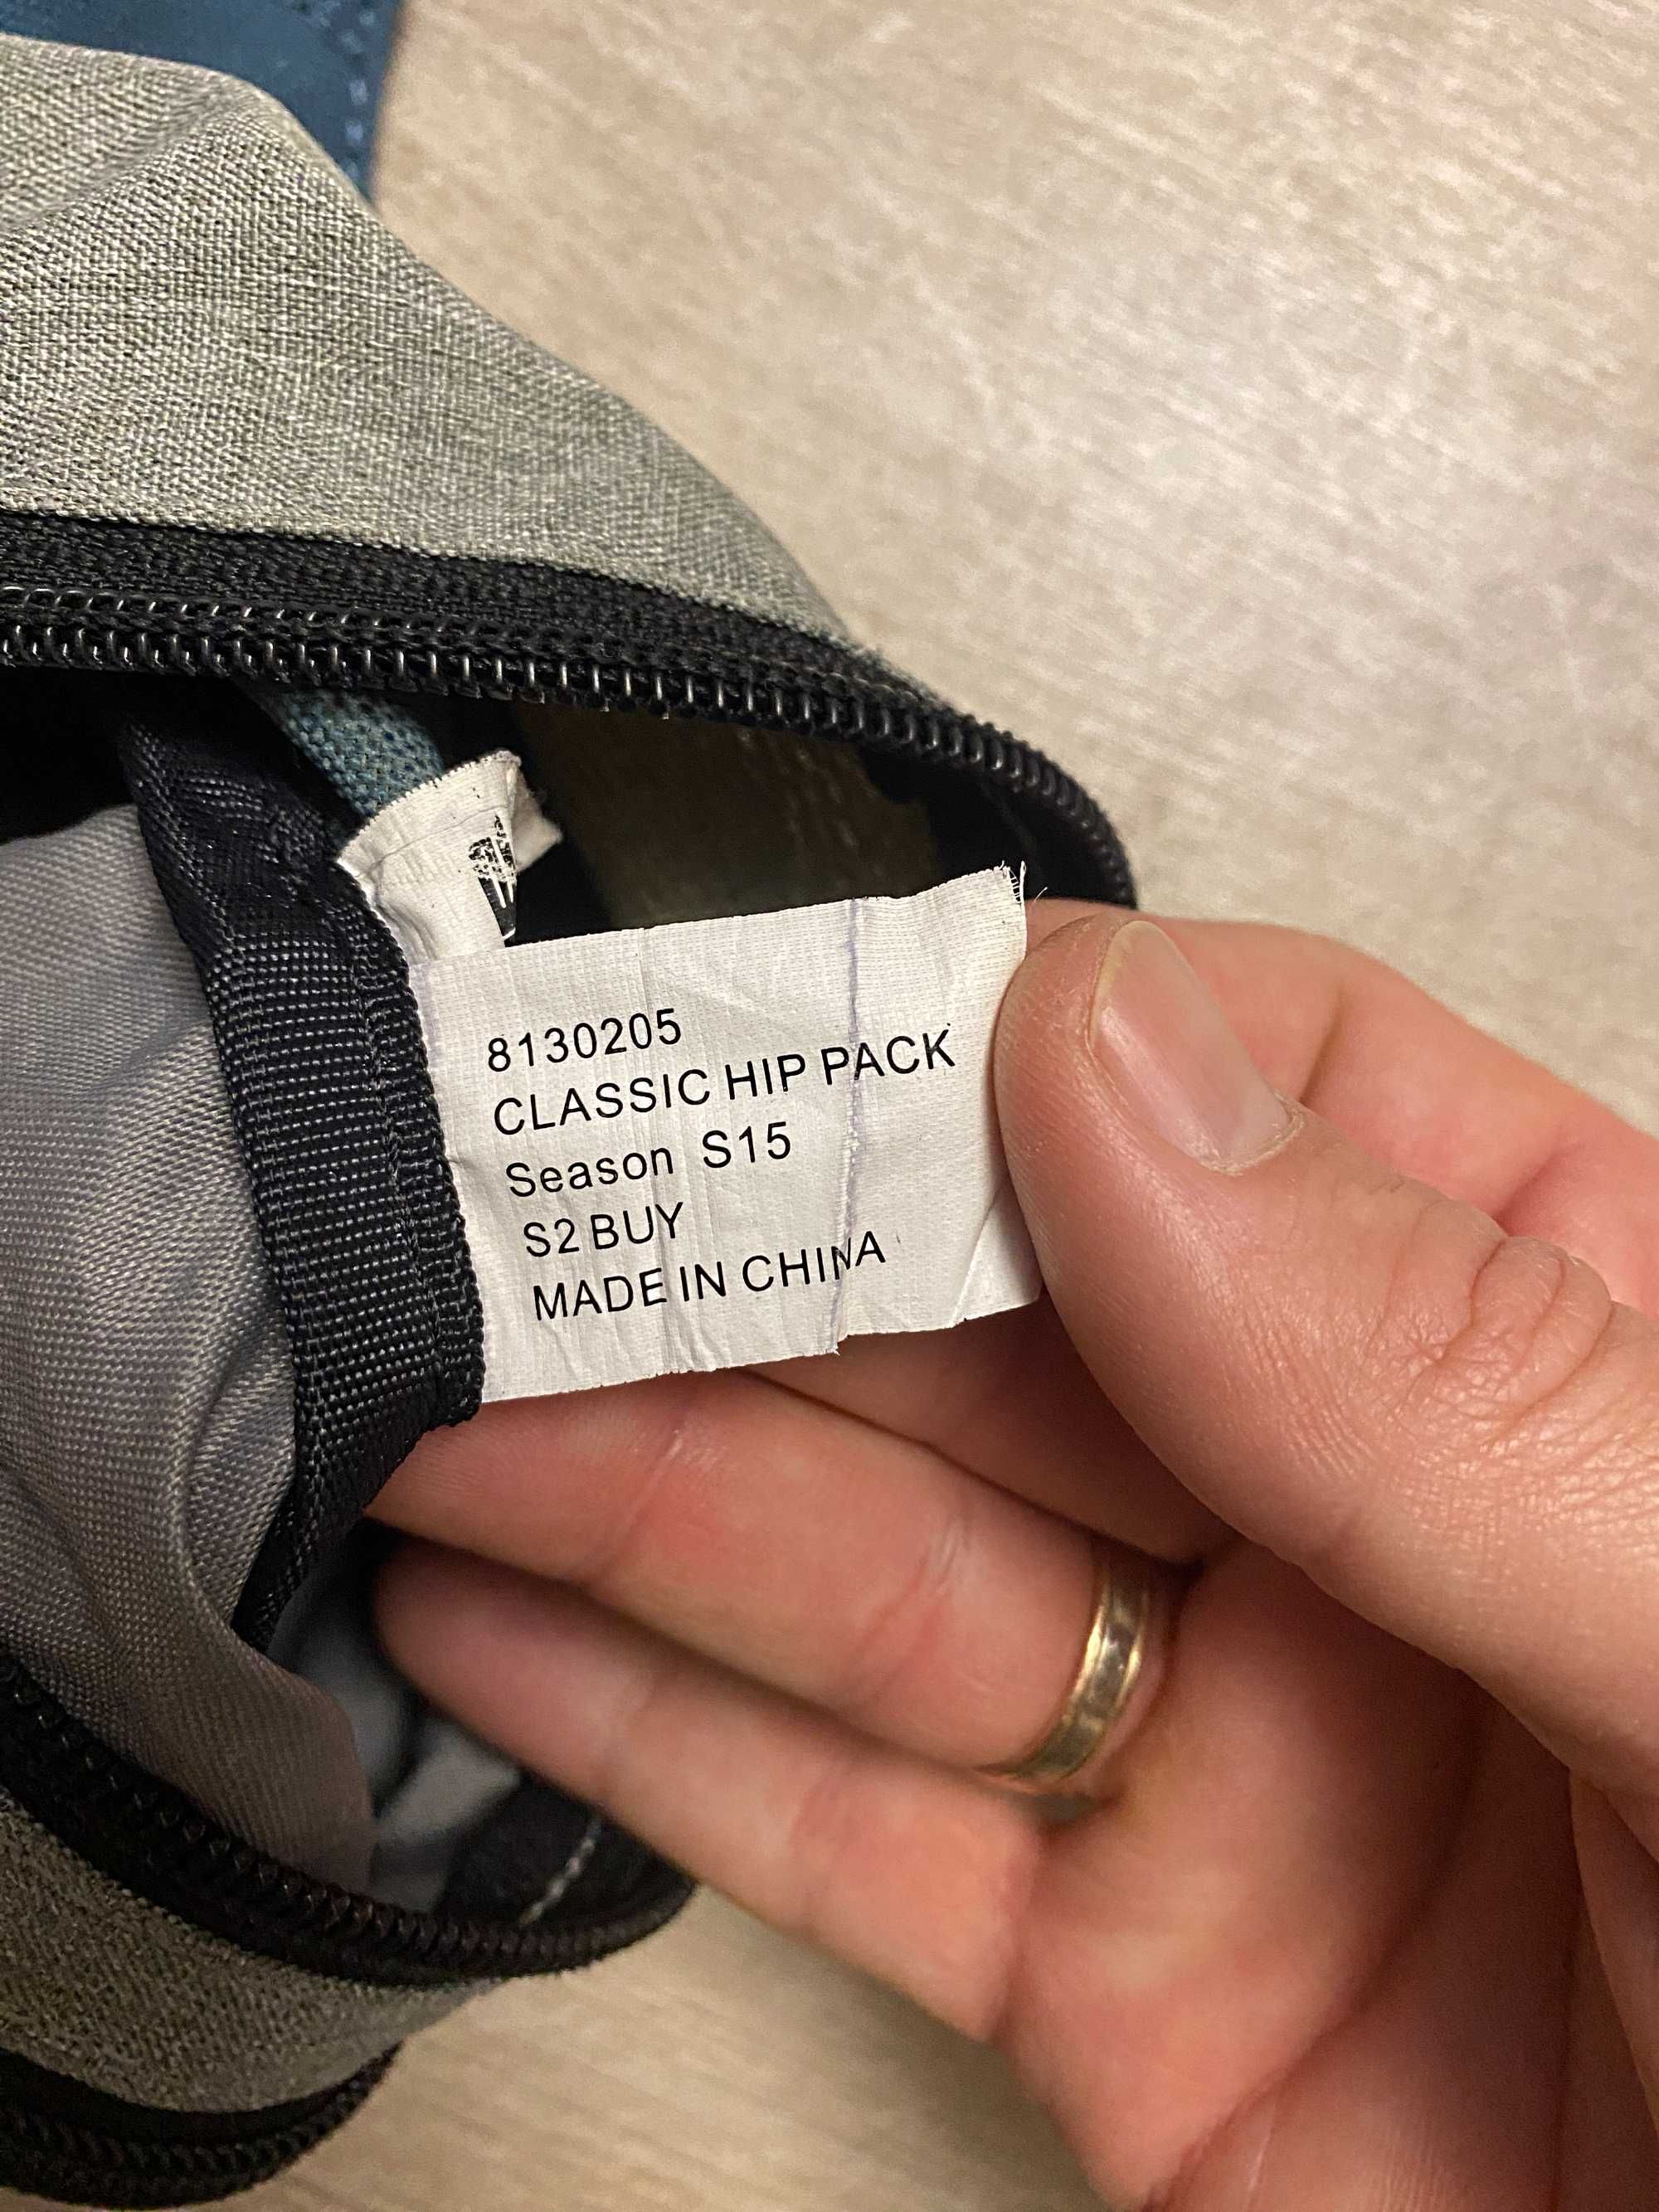 8130205
CLASSIC HIP PACK
Season S15
S2 BUY
MADE IN CHINA